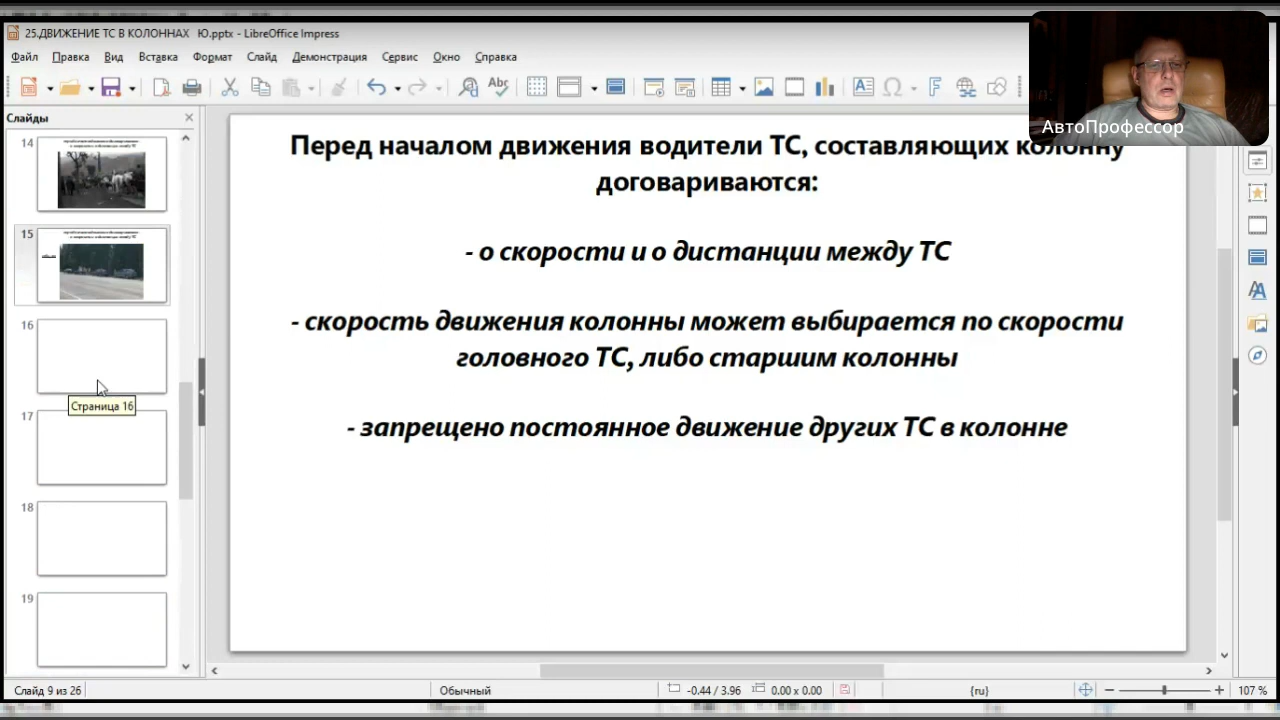 25.ДВИЖЕНИЕ ТС В КОЛОННАХ Ю.pptx - LibreOffice Impress
Файл Правка Вид Вставка Формат Слайд Демонстрация Сервис Окно Справка
АвтоПрофессор
Слайды
14
15
16
Страница 16
17
18
19
Перед началом движения водители ТС, составляющих колонну
договариваются:
- о скорости и о дистанции между ТС
- скорость движения колонны может выбирается по скорости
головного ТС, либо старшим колонны
- запрещено постоянное движение других ТС в колонне
Слайд 9 из 26 Обычный -0.44 / 3.96 0.00 x 0.00 {ru} 107 %